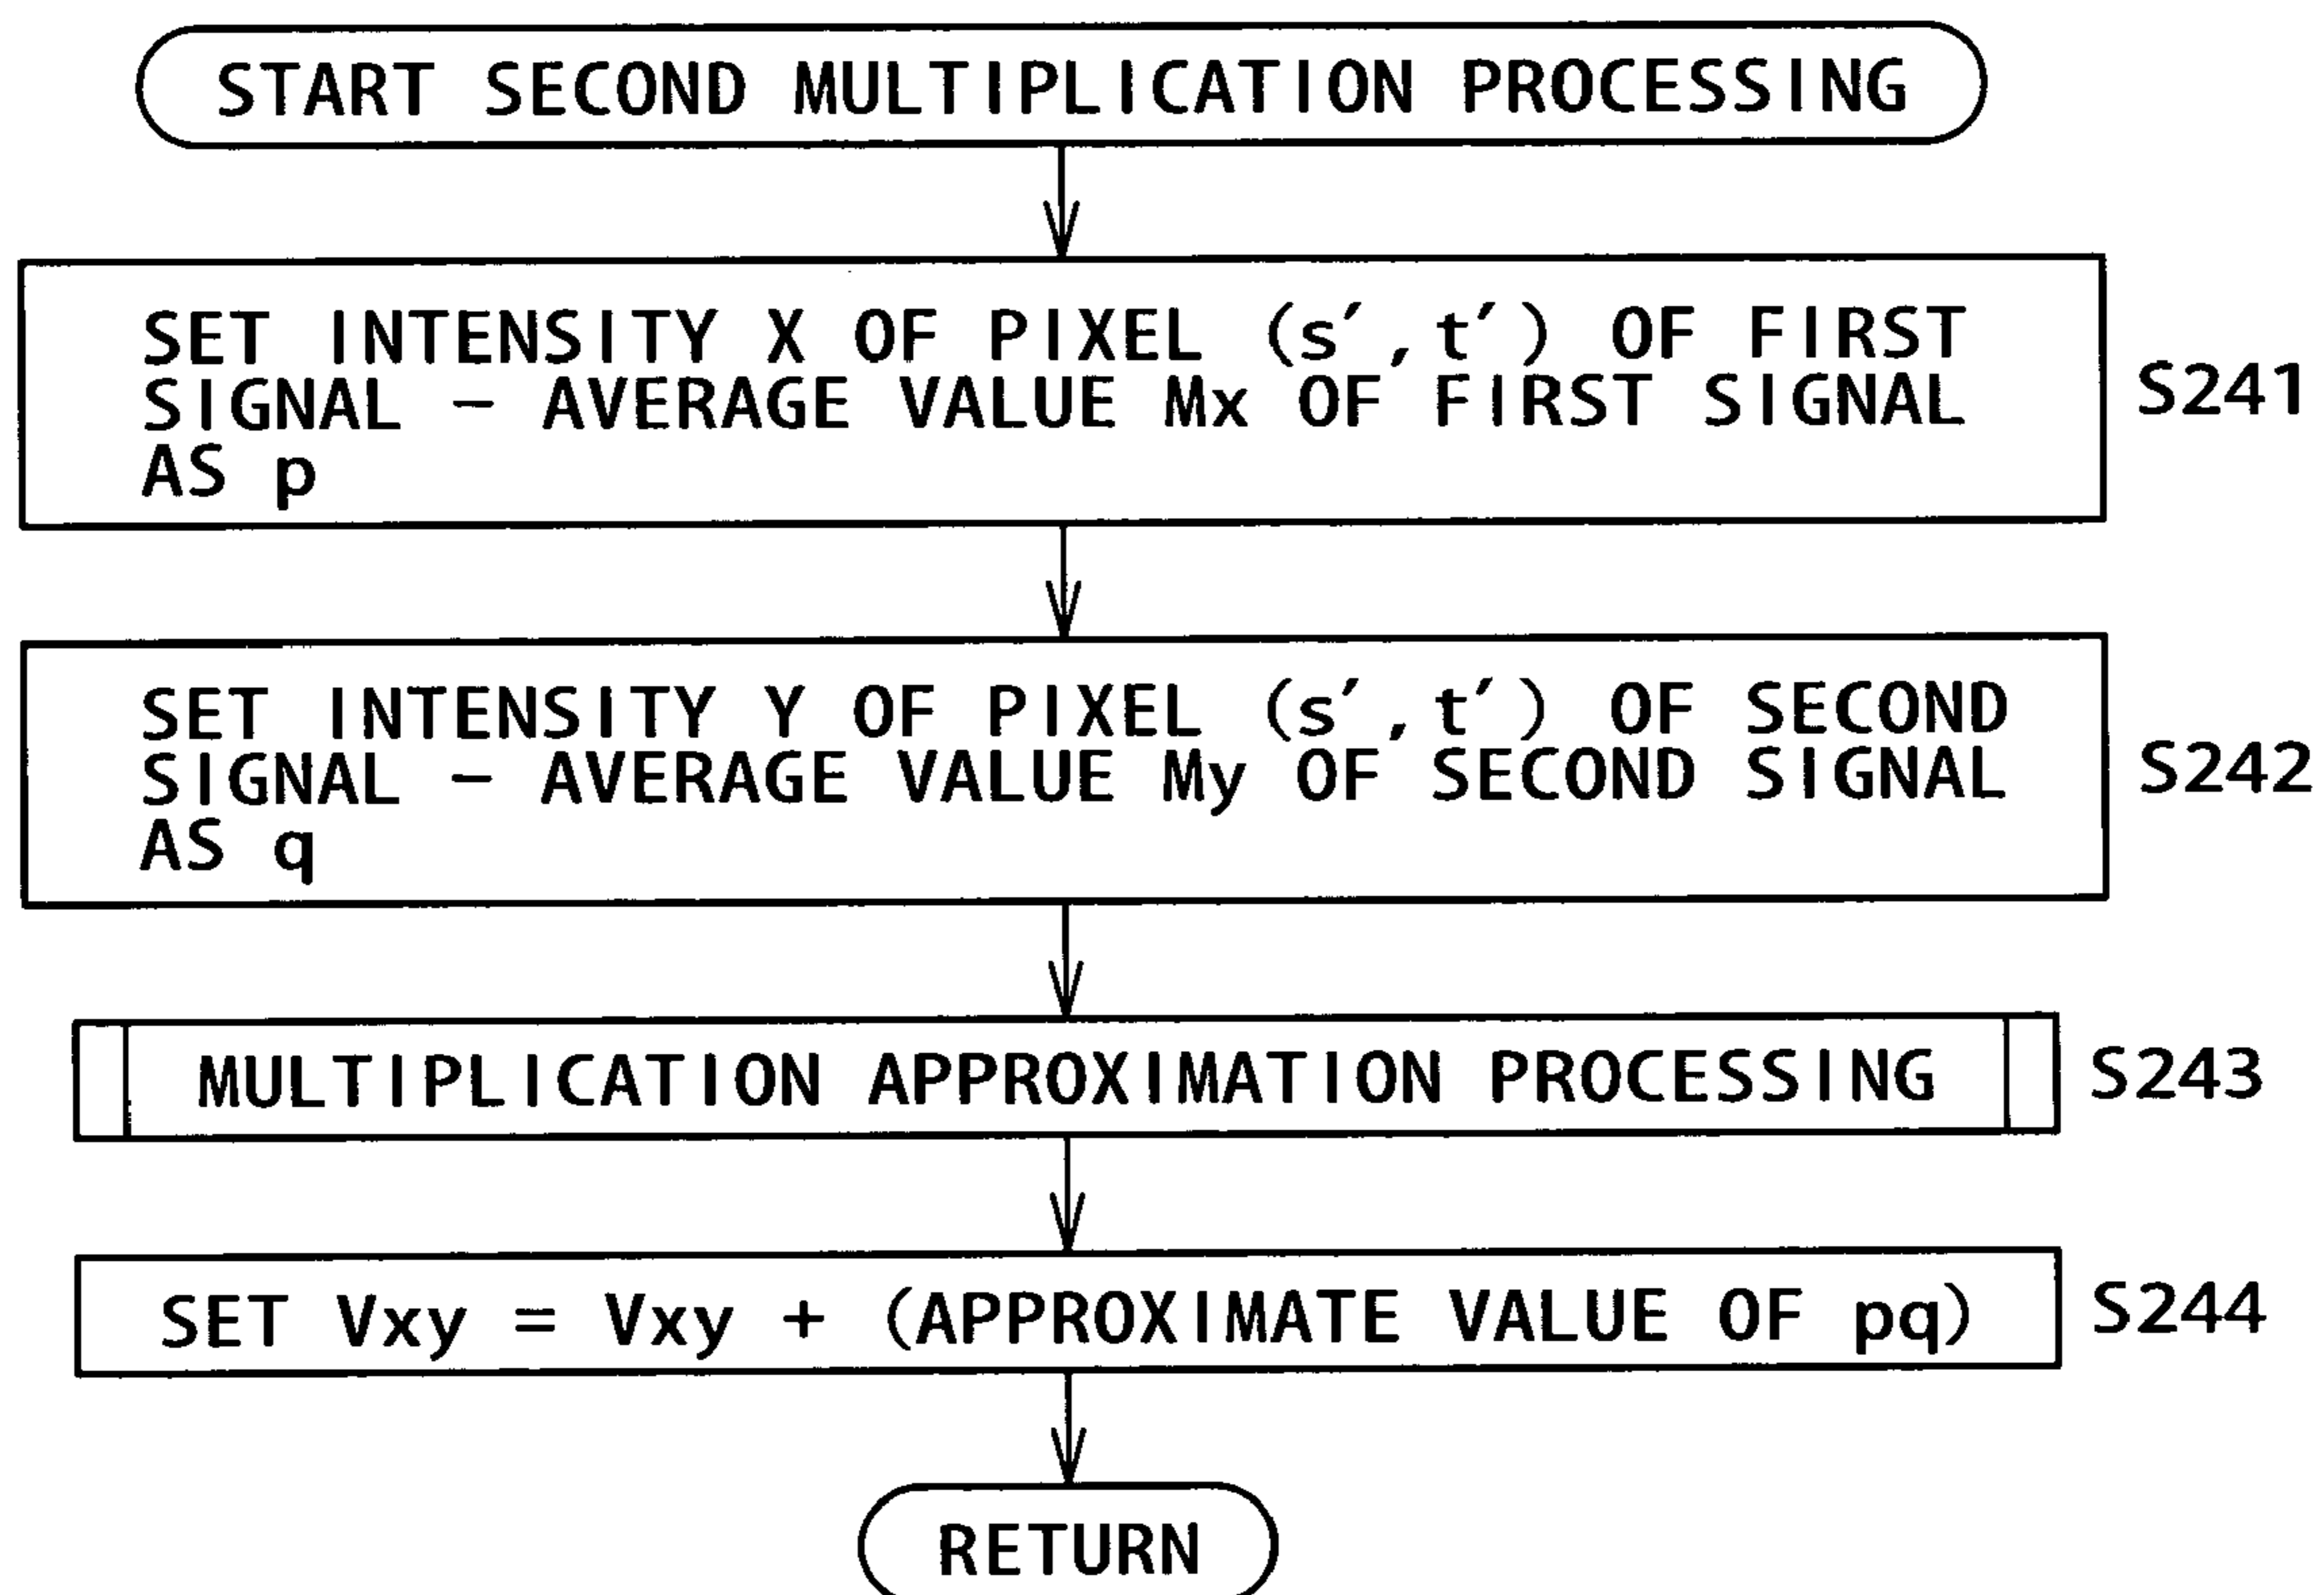 START SECOND MULTIPLICATION PROCESSING
SET INTENSITY X OF PIXEL (s′, t′) OF FIRST
SIGNAL – AVERAGE VALUE Mx OF FIRST SIGNAL
AS p
S241
SET INTENSITY Y OF PIXEL (s′, t′) OF SECOND
SIGNAL – AVERAGE VALUE My OF SECOND SIGNAL
AS q
S242
MULTIPLICATION APPROXIMATION PROCESSING
S243
SET Vxy = Vxy + (APPROXIMATE VALUE OF pq)
S244
RETURN